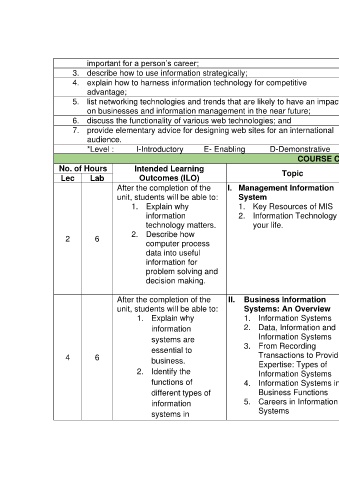 important for a person's career;
3. describe how to use information strategically;
4. explain how to harness information technology for competitive
advantage;
5. list networking technologies and trends that are likely to have an impac
on businesses and information management in the near future;
6. discuss the functionality of various web technologies; and
7. provide elementary advice for designing web sites for an international
audience.
*Level : I-Introductory E- Enabling D-Demonstrative
COURSE C
No. of Hours
Lec Lab
Intended Learning
Outcomes (ILO)
Topic
2
6
After the completion of the
unit, students will be able to:
1. Explain why
information
technology matters.
2. Describe how
computer process
data into useful
information for
problem solving and
decision making.
I. Management Information
System
1. Key Resources of MIS
2. Information Technology
your life.
4
6
After the completion of the
unit, students will be able to:
1. Explain why
information
systems are
essential to
business.
2. Identify the
functions of
different types of
information
systems in
II. Business Information
Systems: An Overview
1. Information Systems
2. Data, Information and
Information Systems
3. From Recording
Transactions to Provid
Expertise: Types of
Information Systems
4. Information Systems in
Business Functions
5. Careers in Information
Systems